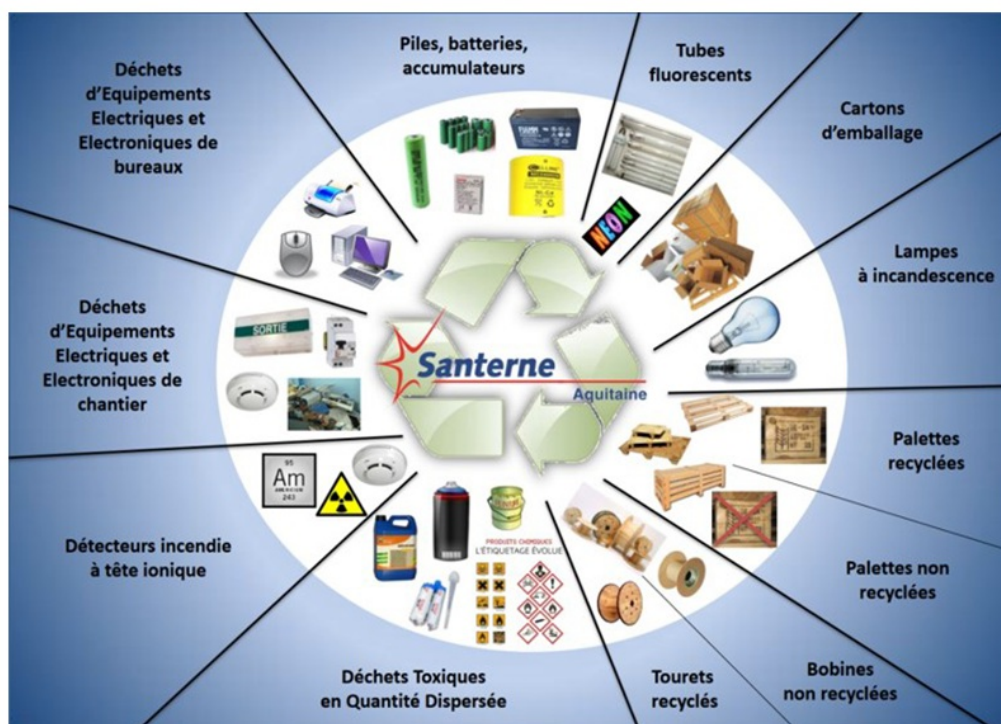 Piles, batteries,
accumulateurs
Tubes
fluorescents
Cartons
d'emballage
Lampes
à incandescence
Palettes
recyclées
Palettes non
recyclées
Bobines
non recyclées
Tourets
recyclés
Déchets Toxiques
en Quantité Dispersée
Détecteurs incendie
à tête ionique
Déchets
d'Equipements
Electriques et
Electroniques de
chantier
Déchets
d'Equipements
Electriques et
Electroniques de
bureaux
NEON
SORTIE
95
Am
243
PRODUITS CHIMIQUES
L'ÉTIQUETAGE ÉVOLUE
Santerne
Aquitaine